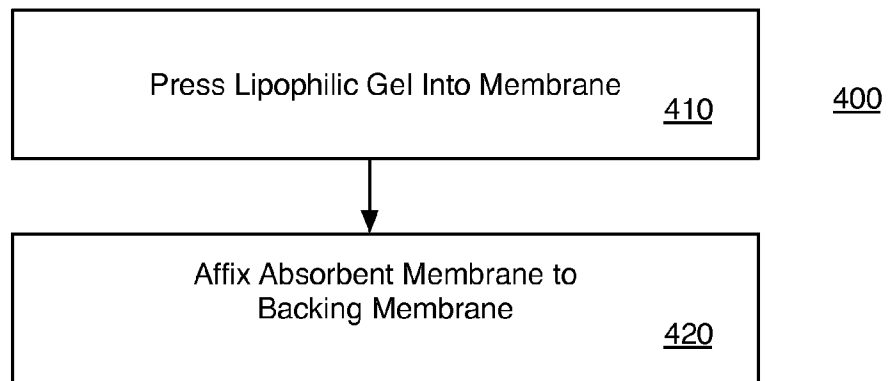 Press Lipophilic Gel Into Membrane
410
400
Affix Absorbent Membrane to
Backing Membrane
420